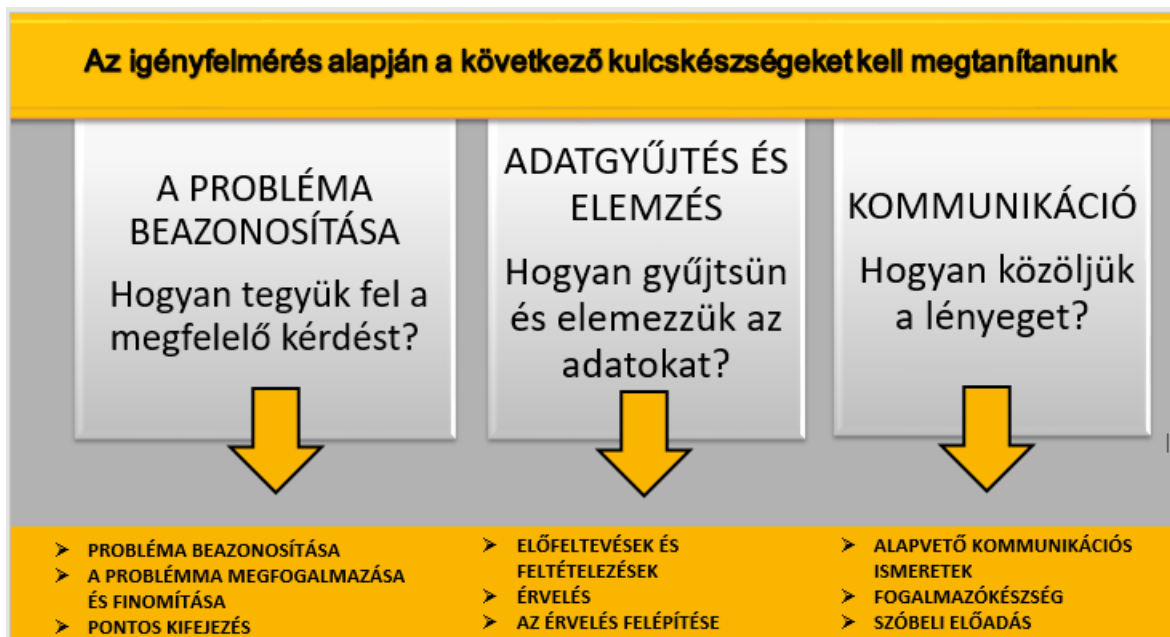 Az igényfelmérés alapján a következő kulcskészségeket kell megtanítanunk
A PROBLÉMA
BEAZONOSÍTÁSA
Hogyan tegyük fel a
megfelelő kérdést?
ADATGYŰJTÉS ÉS
ELEMZÉS
Hogyan gyűjtsün
és elemezzük az
adatokat?
KOMMUNIKÁCIÓ
Hogyan közöljük
a lényeget?
➢ PROBLÉMA BEAZONOSÍTÁSA
➢ A PROBLÉMMA MEGFOGALMAZÁSA
ÉS FINOMÍTÁSA
➢ PONTOS KIFEJEZÉS
➢ ELŐFELTEVÉSEK ÉS
FELTÉTELEZÉSEK
➢ ÉRVELÉS
➢ AZ ÉRVELÉS FELÉPÍTÉSE
➢ ALAPVETŐ KOMMUNIKÁCIÓS
ISMERETEK
➢ FOGALMAZÓKÉSZSÉG
➢ SZÓBELI ELŐADÁS